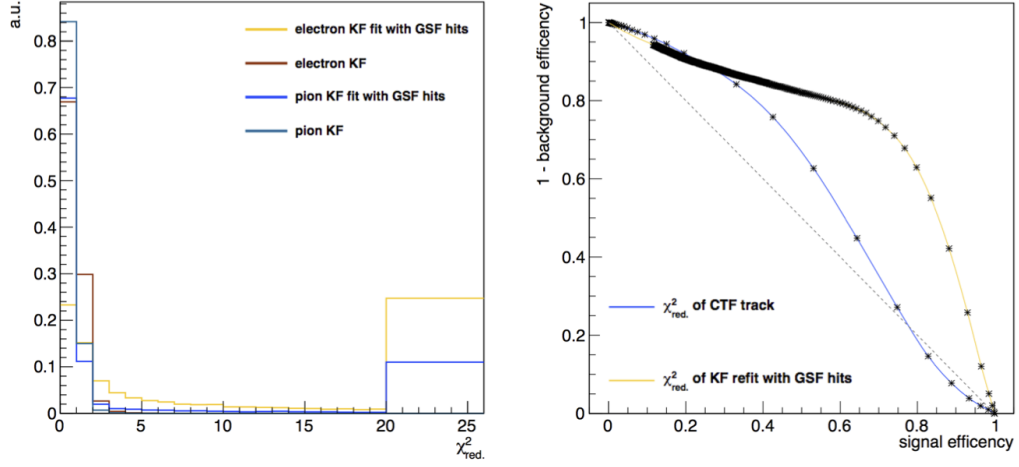 a.u.
0.8
0.7
0.6
0.5
0.4
0.3
0.2
0.1
0
0 5 10 15 20 25
χ²red.
electron KF fit with GSF hits
electron KF
pion KF fit with GSF hits
pion KF
1 - background efficency
1
0.8
0.6
0.4
0.2
0
0 0.2 0.4 0.6 0.8 1
signal efficency
χ²red. of CTF track
χ²red. of KF refit with GSF hits